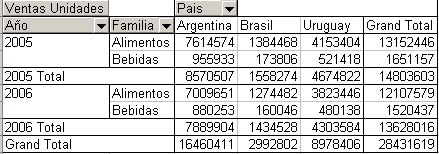 Ventas Unidades Pais
Año Familia Argentina Brasil Uruguay Grand Total
2005 Alimentos 7614574 1384468 4153404 13152446
Bebidas 955933 173806 521418 1651157
2005 Total 8570507 1558274 4674822 14803603
2006 Alimentos 7009651 1274482 3823446 12107579
Bebidas 880253 160046 480138 1520437
2006 Total 7889904 1434528 4303584 13628016
Grand Total 16460411 2992802 8978406 28431619